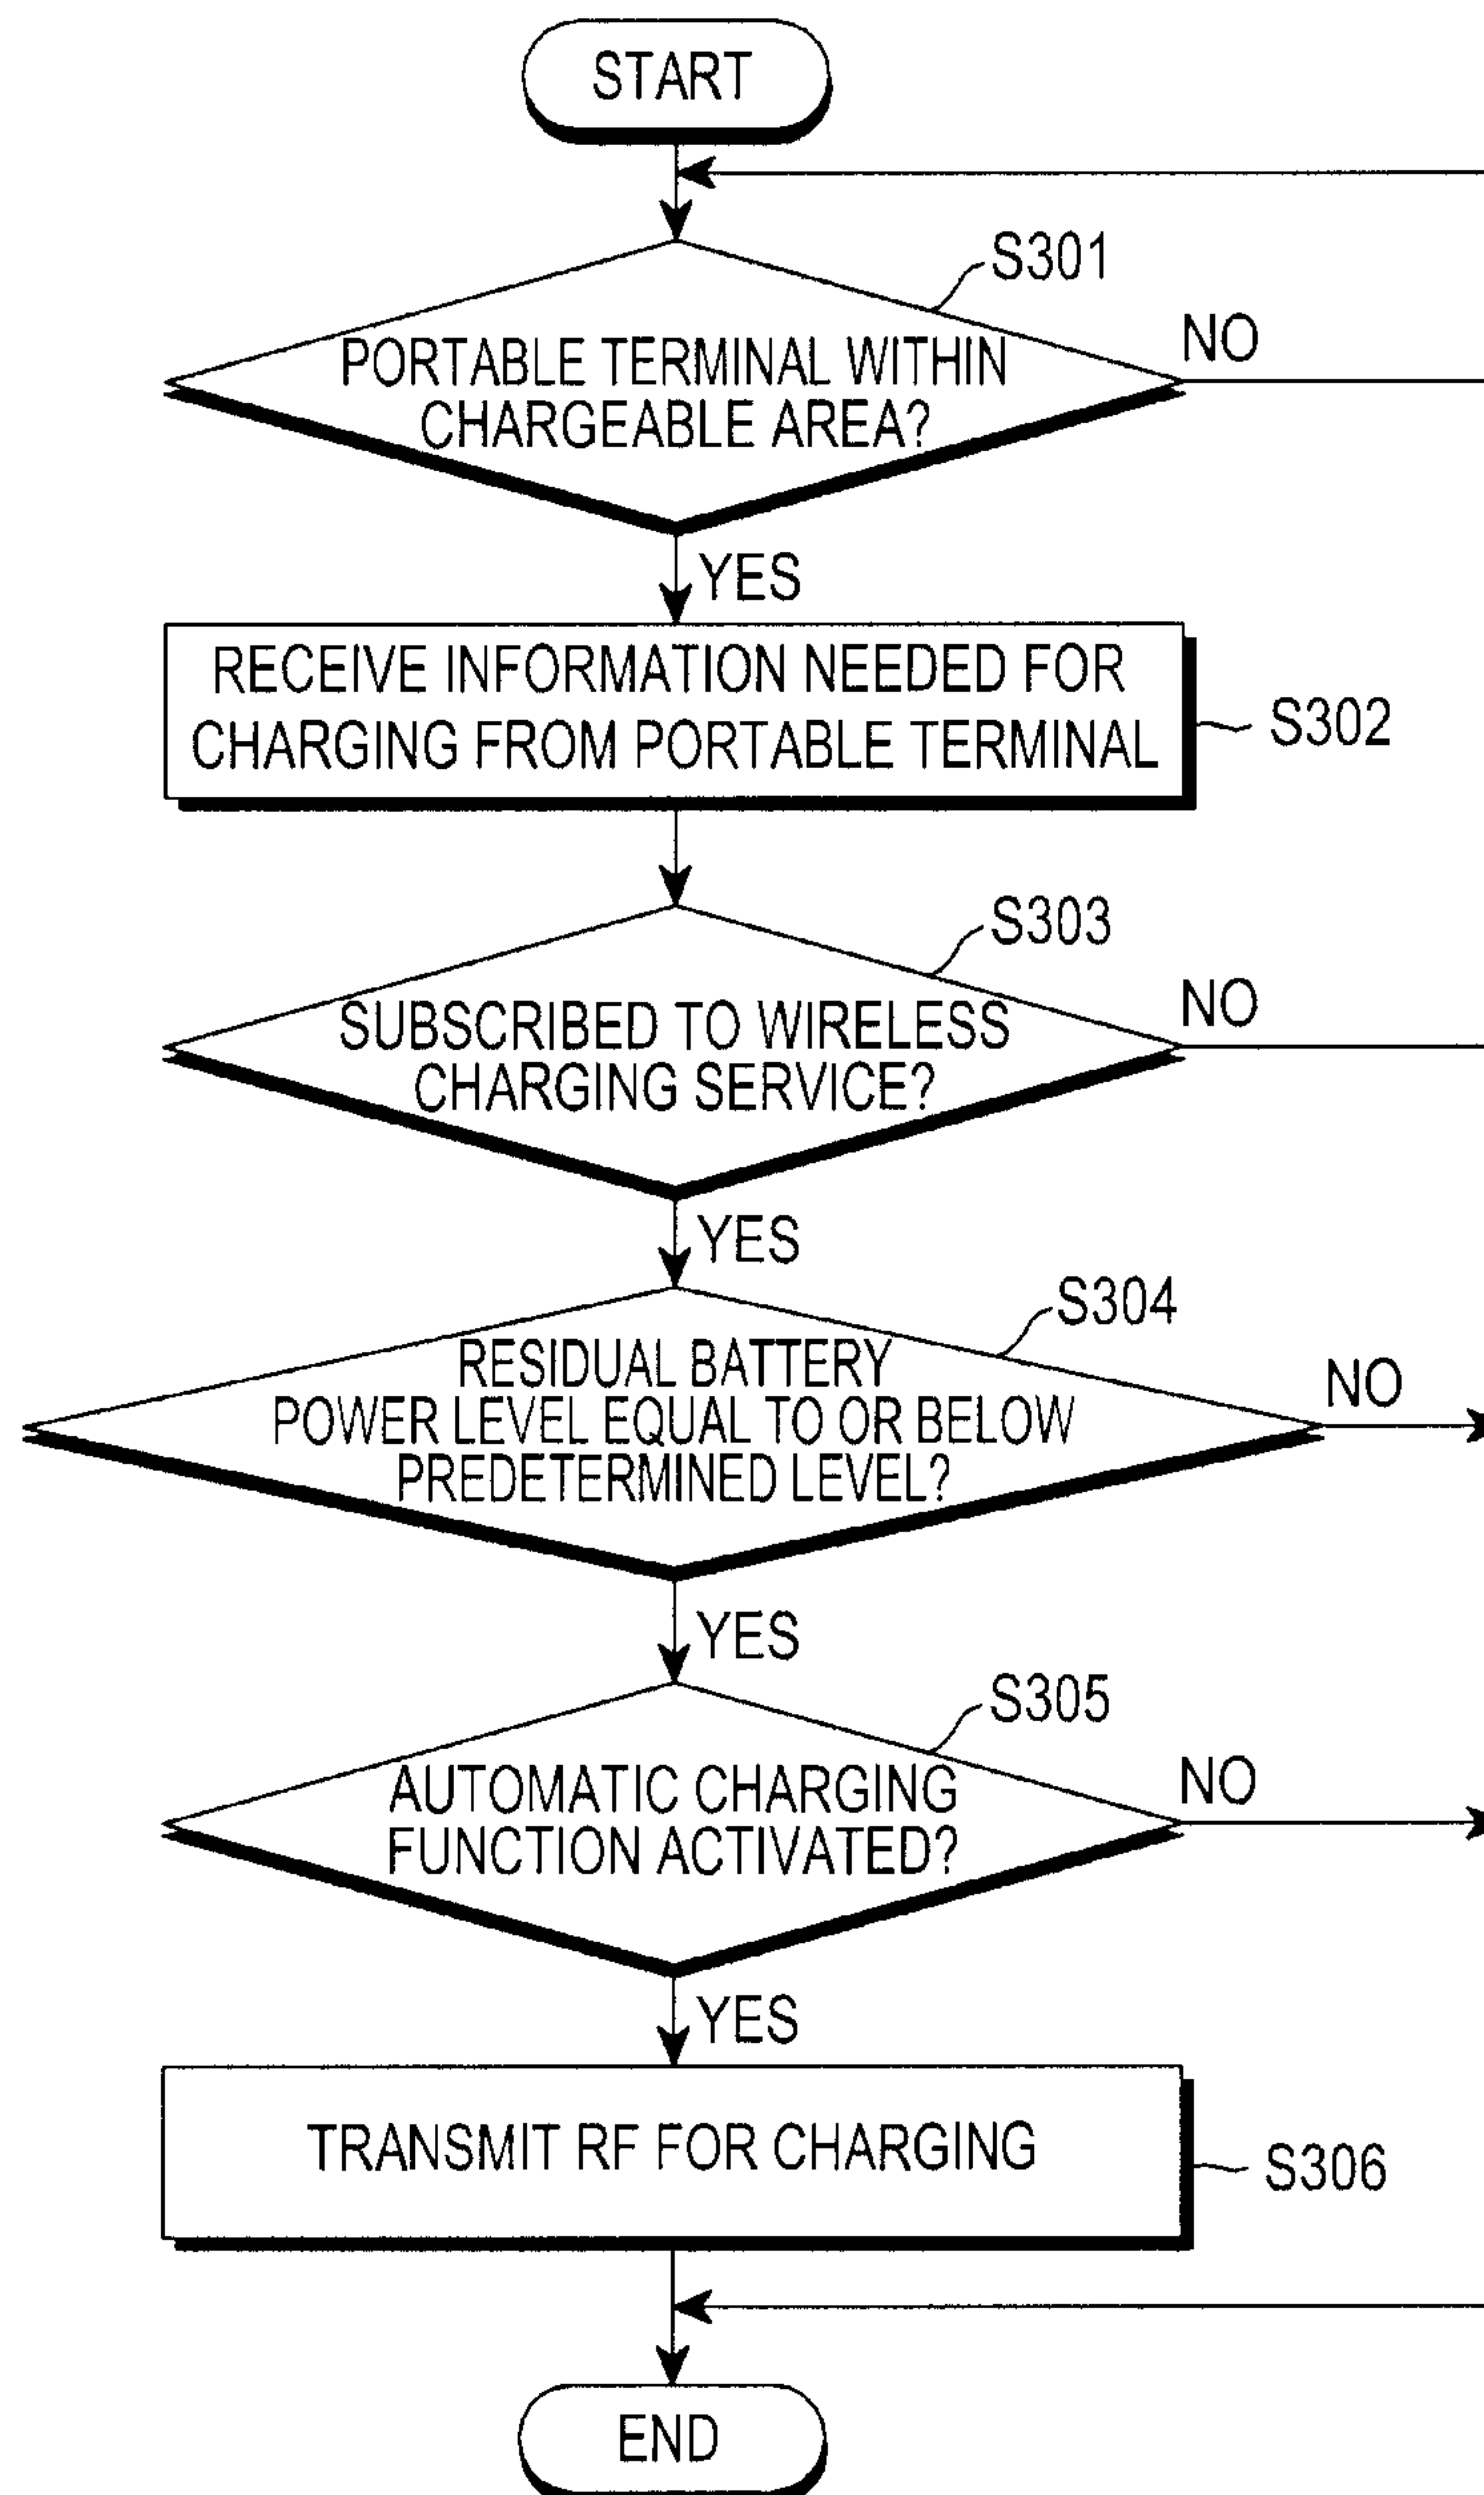 START
S301
PORTABLE TERMINAL WITHIN
CHARGEABLE AREA?
NO
YES
RECEIVE INFORMATION NEEDED FOR
CHARGING FROM PORTABLE TERMINAL
S302
S303
SUBSCRIBED TO WIRELESS
CHARGING SERVICE?
NO
YES
S304
RESIDUAL BATTERY
POWER LEVEL EQUAL TO OR BELOW
PREDETERMINED LEVEL?
NO
YES
S305
AUTOMATIC CHARGING
FUNCTION ACTIVATED?
NO
YES
TRANSMIT RF FOR CHARGING
S306
END